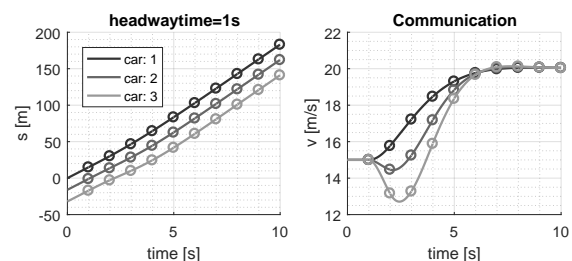 headwaytime=1s
s [m]
200
150
100
50
0
-50
car: 1
car: 2
car: 3
0
5
10
time [s]
Communication
v [m/s]
22
20
18
16
14
12
0
5
10
time [s]